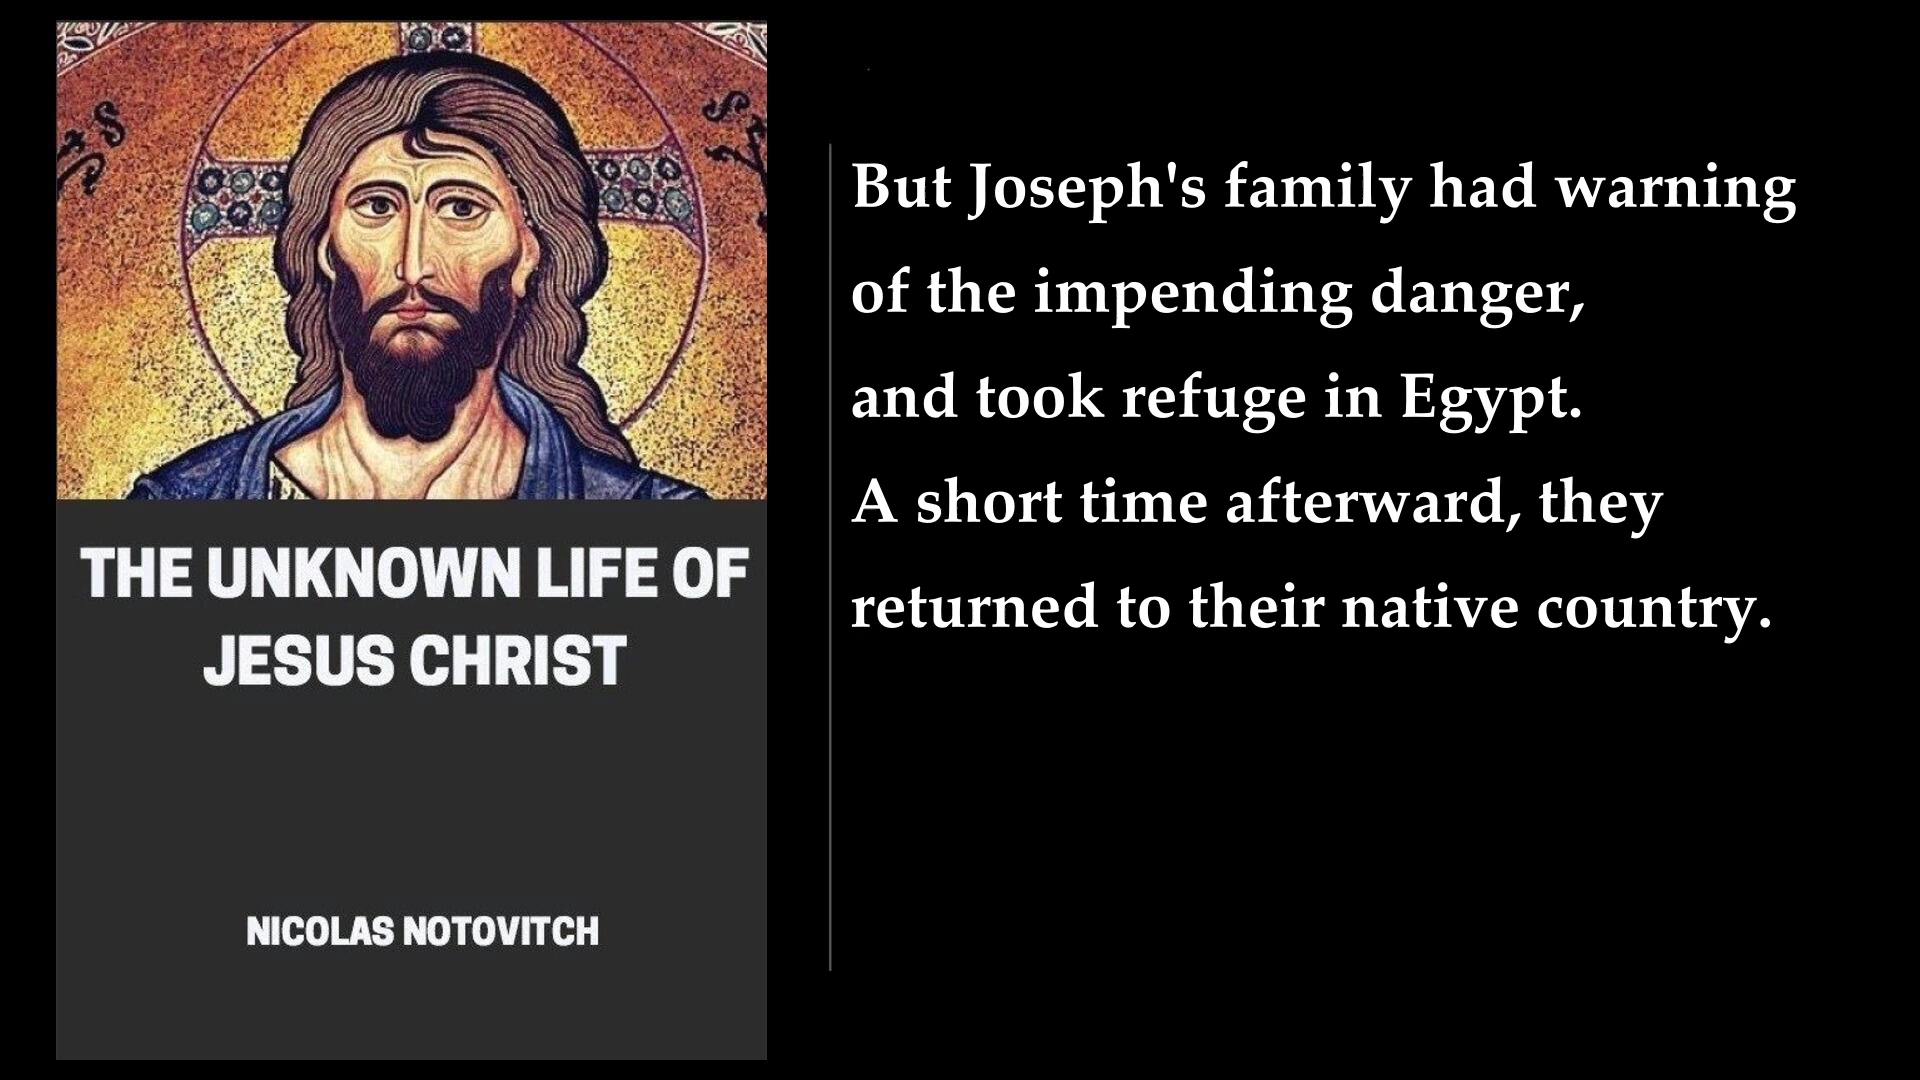 THE UNKNOWN LIFE OF
JESUS CHRIST
NICOLAS NOTOVITCH
But Joseph's family had warning
of the impending danger,
and took refuge in Egypt.
A short time afterward, they
returned to their native country.